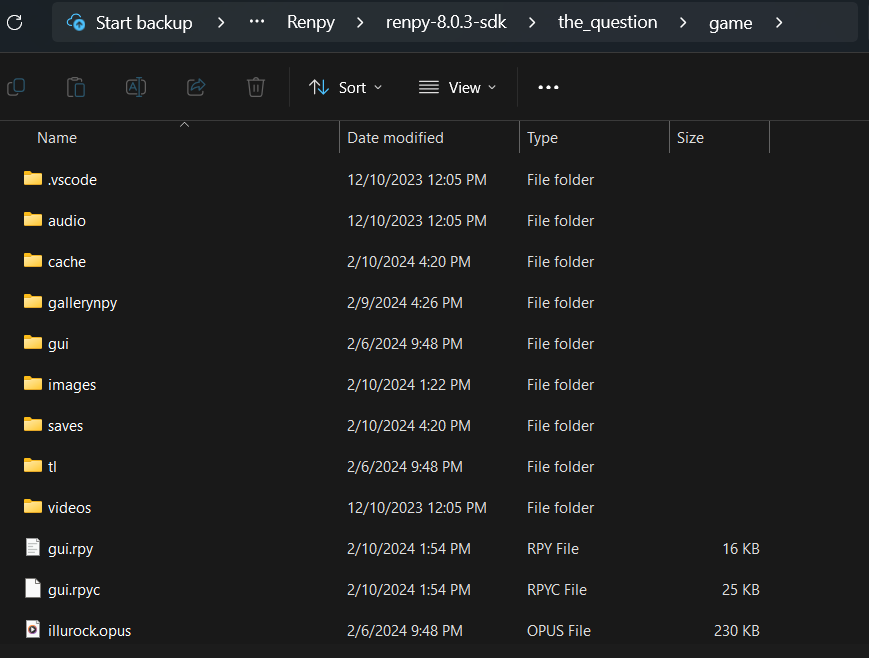 Start backup > ... Renpy > renpy-8.0.3-sdk > the_question > game >
Sort View ...
Name Date modified Type Size
.vscode 12/10/2023 12:05 PM File folder
audio 12/10/2023 12:05 PM File folder
cache 2/10/2024 4:20 PM File folder
gallerynpy 2/9/2024 4:26 PM File folder
gui 2/6/2024 9:48 PM File folder
images 2/10/2024 1:22 PM File folder
saves 2/10/2024 4:20 PM File folder
tl 2/6/2024 9:48 PM File folder
videos 12/10/2023 12:05 PM File folder
gui.rpy 2/10/2024 1:54 PM RPY File 16 KB
gui.rpyc 2/10/2024 1:54 PM RPYC File 25 KB
illurock.opus 2/6/2024 9:48 PM OPUS File 230 KB